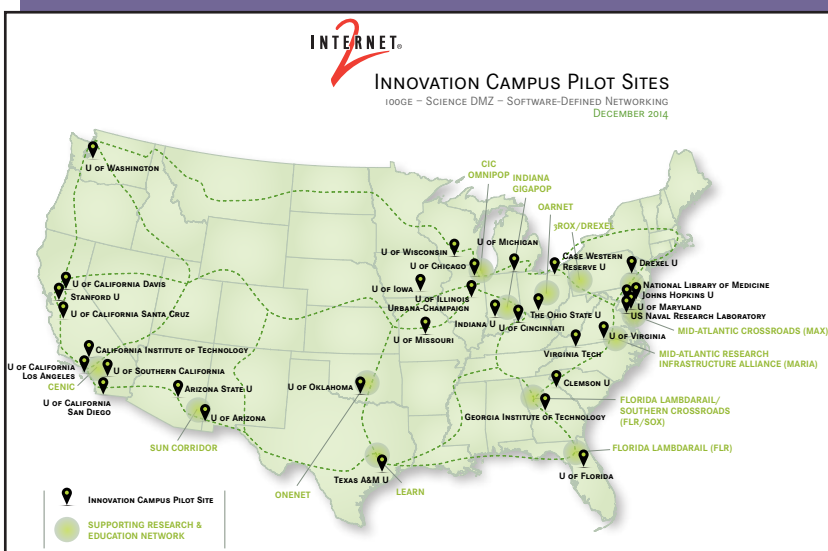 INTERNET®
2
INNOVATION CAMPUS PILOT SITES
100GE – SCIENCE DMZ – SOFTWARE-DEFINED NETWORKING
DECEMBER 2014
U OF WASHINGTON
CIC
OMNIPOP
INDIANA
GIGAPOP
OARNET
3ROX/DREXEL
U OF WISCONSIN
U OF MICHIGAN
U OF CHICAGO
CASE WESTERN
RESERVE U
DREXEL U
U OF CALIFORNIA DAVIS
STANFORD U
U OF CALIFORNIA SANTA CRUZ
U OF IOWA
U OF ILLINOIS
URBANA-CHAMPAIGN
NATIONAL LIBRARY OF MEDICINE
JOHNS HOPKINS U
U OF MARYLAND
US NAVAL RESEARCH LABORATORY
THE OHIO STATE U
INDIANA U
U OF CINCINNATI
U OF MISSOURI
MID-ATLANTIC CROSSROADS (MAX)
U OF VIRGINIA
VIRGINIA TECH
MID-ATLANTIC RESEARCH
INFRASTRUCTURE ALLIANCE (MARIA)
CALIFORNIA INSTITUTE OF TECHNOLOGY
U OF CALIFORNIA
LOS ANGELES
U OF SOUTHERN CALIFORNIA
CENIC
U OF CALIFORNIA
SAN DIEGO
ARIZONA STATE U
U OF ARIZONA
U OF OKLAHOMA
CLEMSON U
GEORGIA INSTITUTE OF TECHNOLOGY
FLORIDA LAMBDARAIL/
SOUTHERN CROSSROADS
(FLR/SOX)
SUN CORRIDOR
FLORIDA LAMBDARAIL (FLR)
U OF FLORIDA
TEXAS A&M U
ONENET
LEARN
INNOVATION CAMPUS PILOT SITE
SUPPORTING RESEARCH &
EDUCATION NETWORK